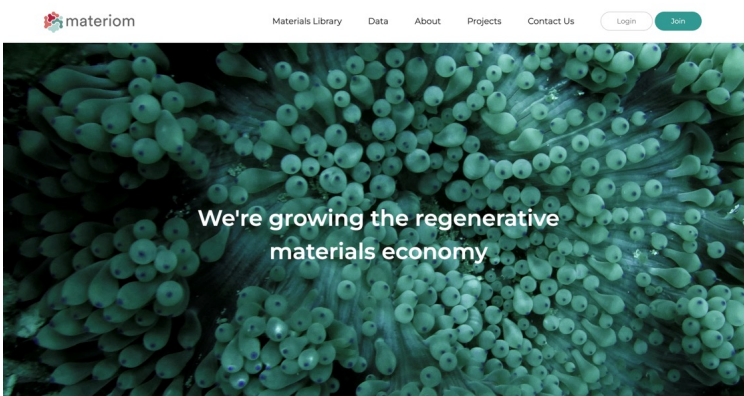 materiom
Materials Library
Data
About
Projects
Contact Us
Login
Join
We're growing the regenerative
materials economy